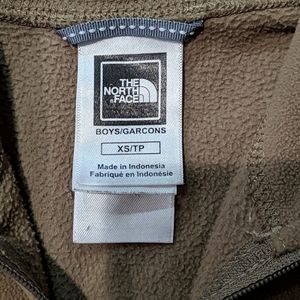 THE
NORTH
FACE
BOYS/GARCONS
XS/TP
Made in Indonesia
Fabriqué en Indonésie